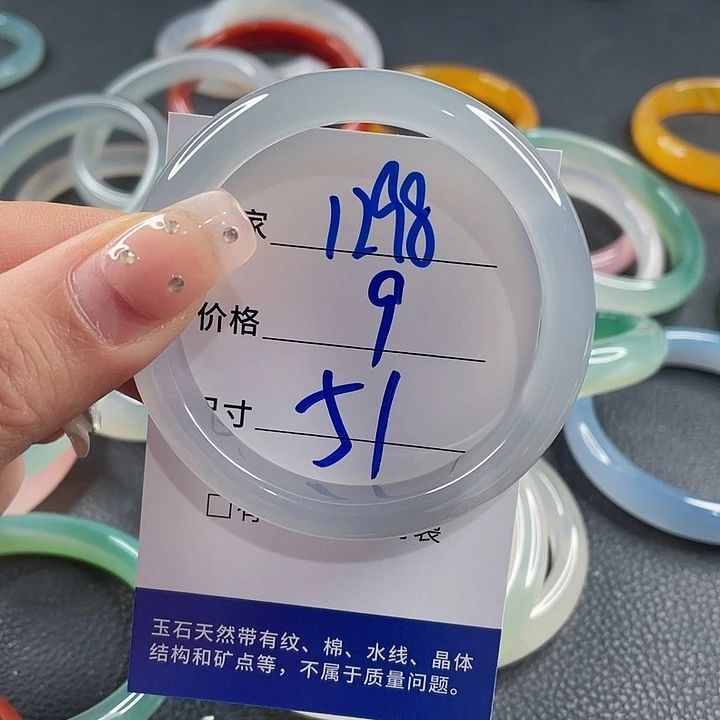 家 1298
价格 9
尺寸 51
玉石天然带有纹、棉、水线、晶体
结构和矿点等，不属于质量问题。